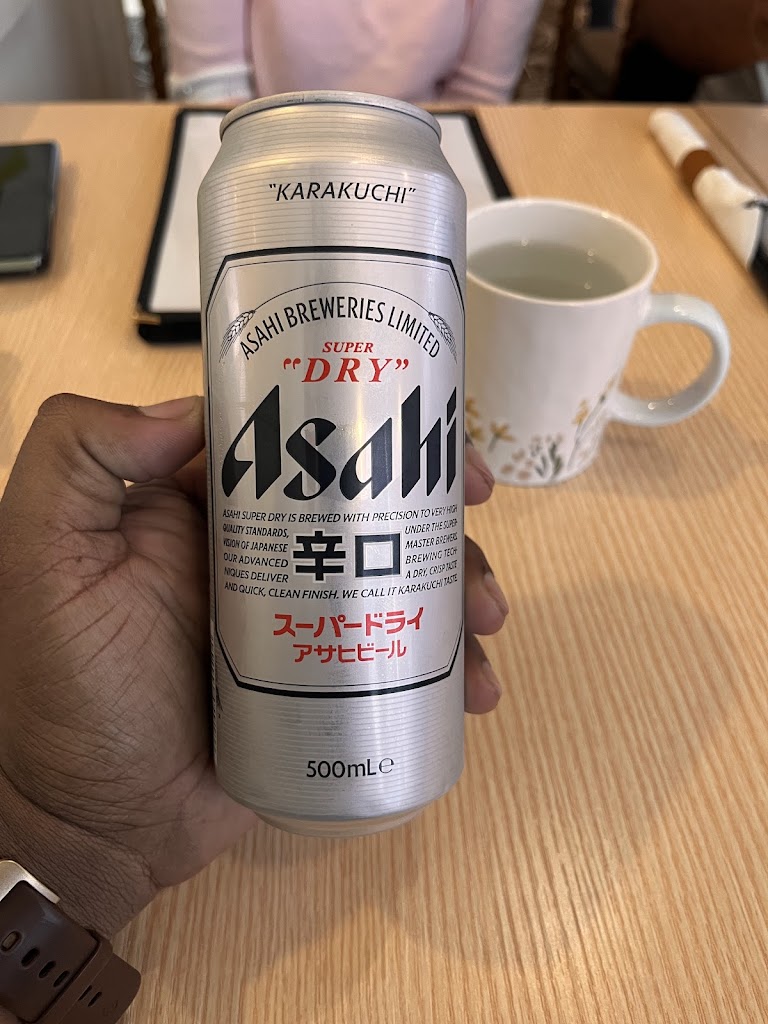 "KARAKUCHI"
ASAHI BREWERIES LIMITED
SUPER
"DRY"
Asahi
ASAHI SUPER DRY IS BREWED WITH PRECISION TO VERY HIGH
QUALITY STANDARDS, UNDER THE SUPER-
VISION OF JAPANESE MASTER BREWERS.
OUR ADVANCED BREWING TECH-
NIQUES DELIVER A DRY, CRISP TASTE
AND QUICK, CLEAN FINISH. WE CALL IT KARAKUCHI TASTE.
辛口
スーパードライ
アサヒビール
500mL℮